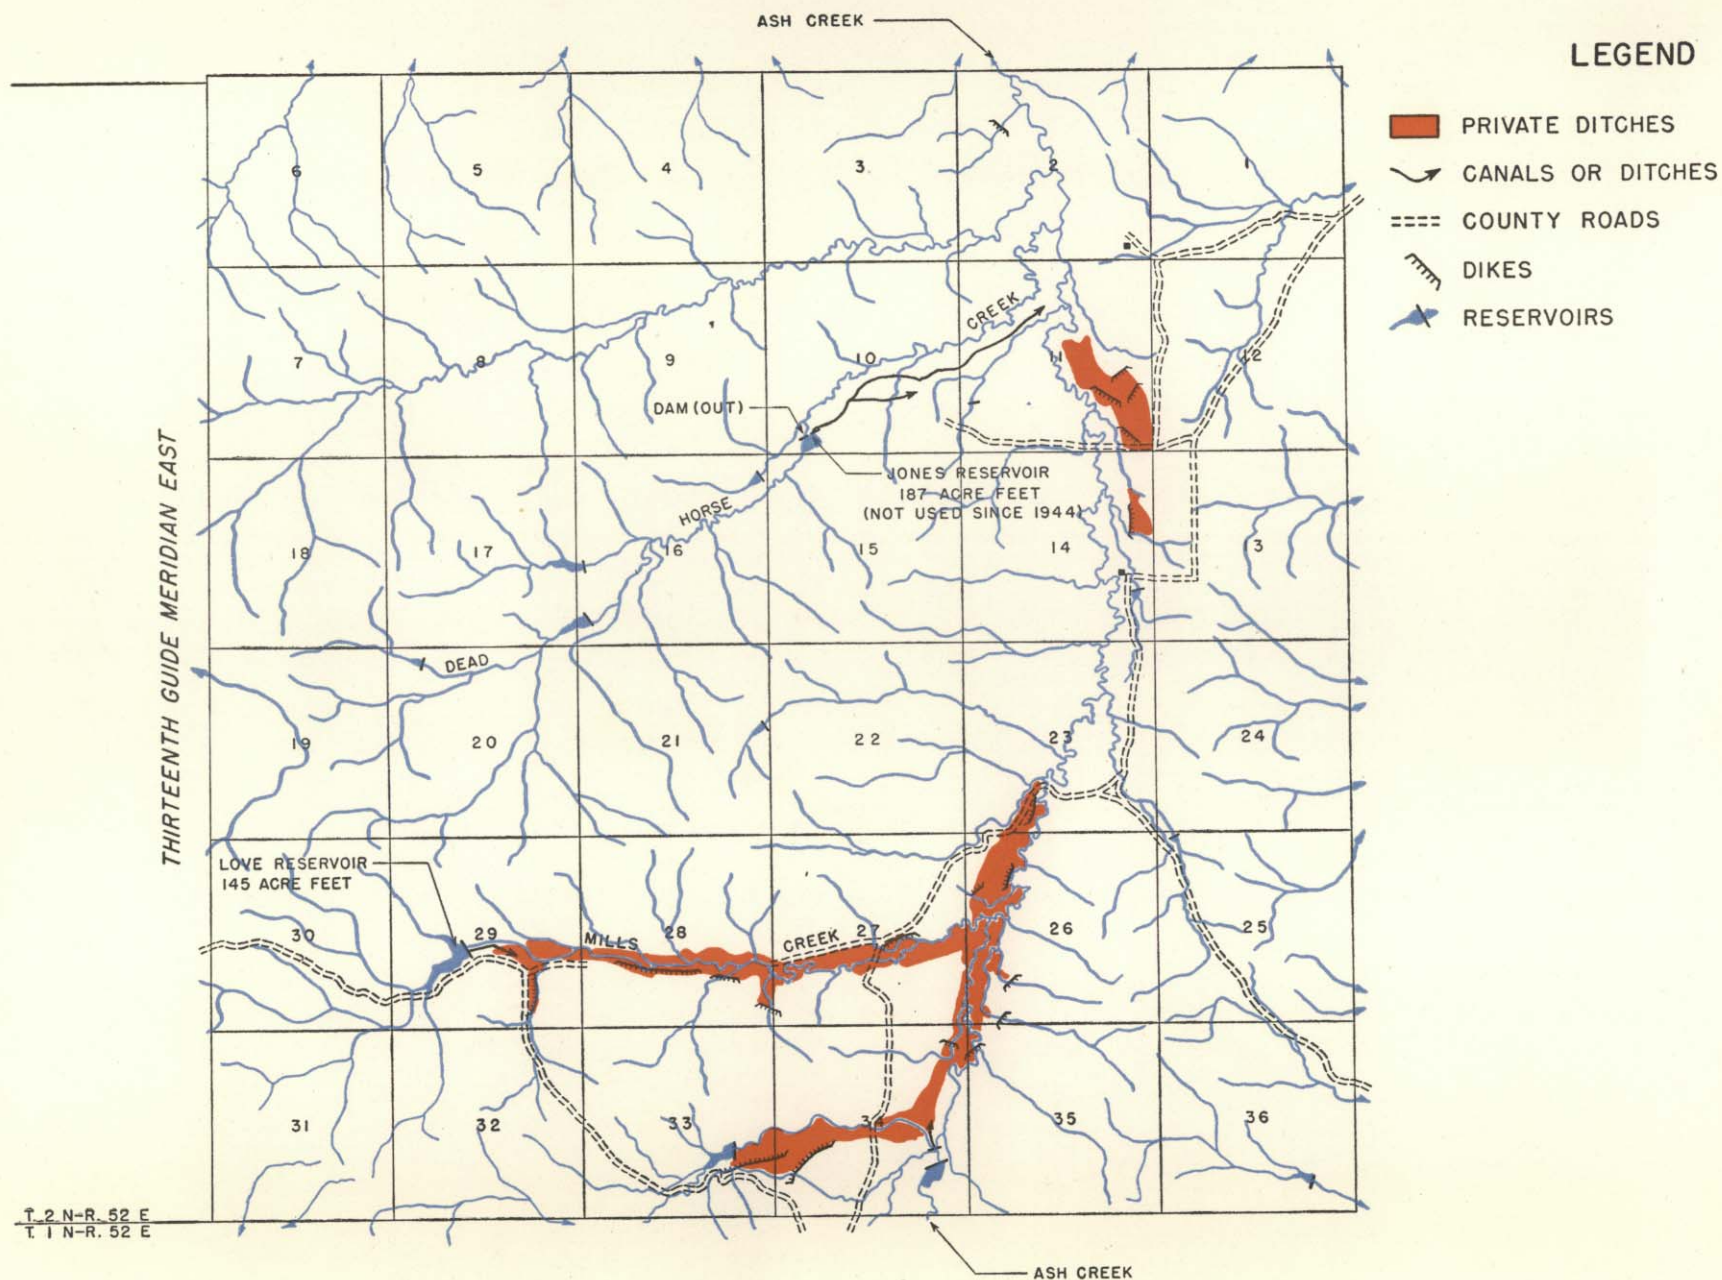 ASH CREEK
LEGEND
PRIVATE DITCHES
CANALS OR DITCHES
COUNTY ROADS
DIKES
RESERVOIRS
6 5 4 3 2 1
CREEK
7 8 9 10 11 12
DAM (OUT)
JONES RESERVOIR
187 ACRE FEET
(NOT USED SINCE 1944)
HORSE
18 17 16 15 14 13
DEAD
THIRTEENTH GUIDE MERIDIAN EAST
19 20 21 22 23 24
LOVE RESERVOIR
145 ACRE FEET
30 29 28 27 26 25
MILLS CREEK
31 32 33 34 35 36
T. 2 N-R. 52 E
T. 1 N-R. 52 E
ASH CREEK